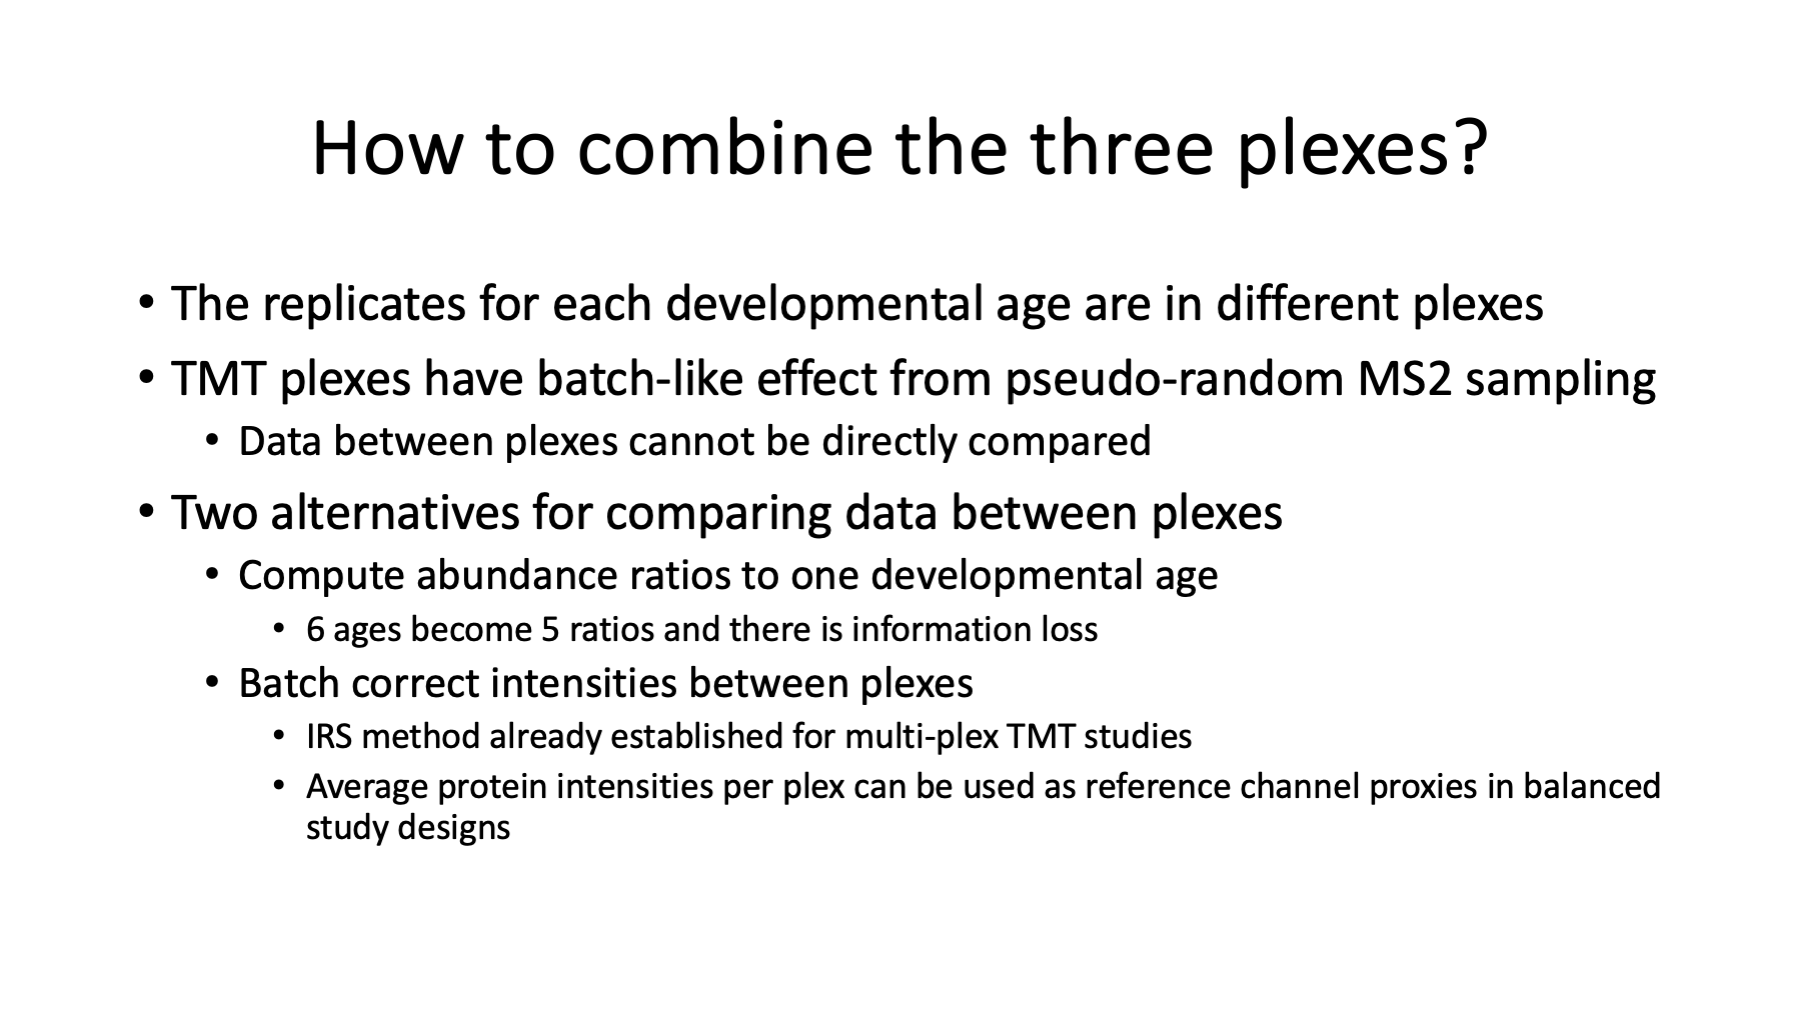 How to combine the three plexes?
• The replicates for each developmental age are in different plexes
• TMT plexes have batch-like effect from pseudo-random MS2 sampling
• Data between plexes cannot be directly compared
• Two alternatives for comparing data between plexes
• Compute abundance ratios to one developmental age
• 6 ages become 5 ratios and there is information loss
• Batch correct intensities between plexes
• IRS method already established for multi-plex TMT studies
• Average protein intensities per plex can be used as reference channel proxies in balanced
study designs